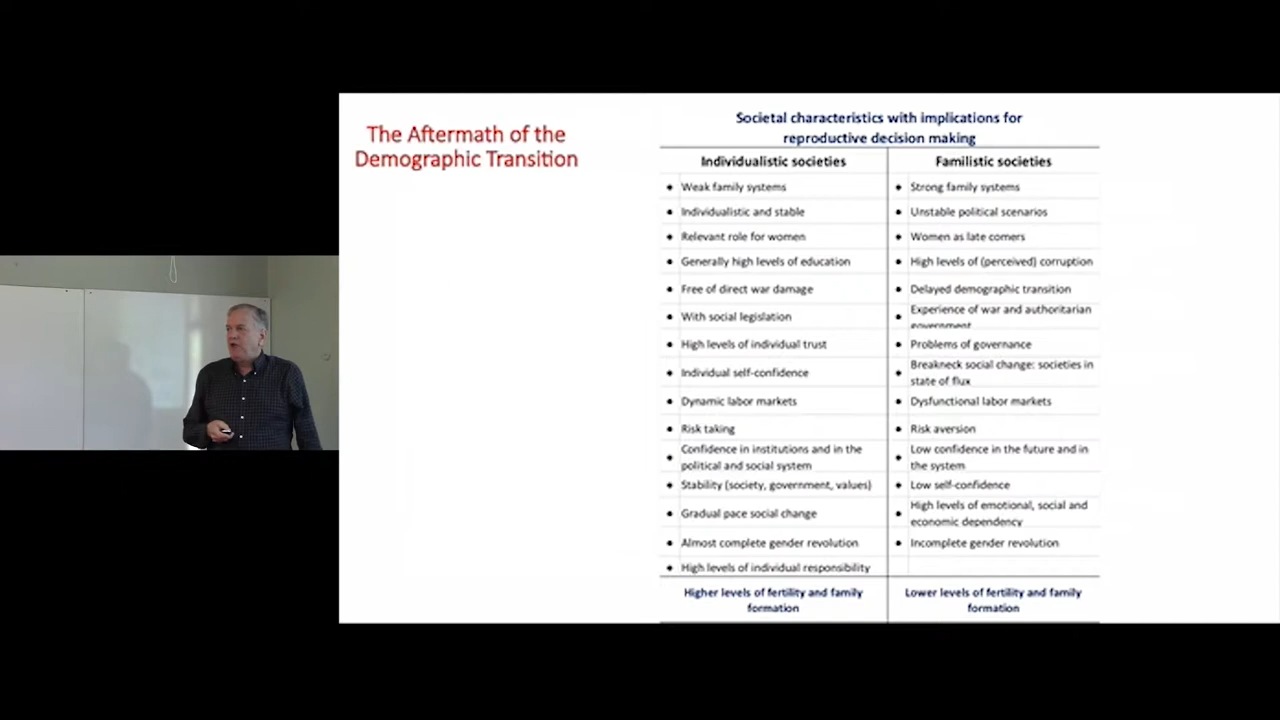 The Aftermath of the
Demographic Transition
Societal characteristics with implications for
reproductive decision making
Individualistic societies
Familistic societies
• Weak family systems
• Strong family systems
• Individualistic and stable
• Unstable political scenarios
• Relevant role for women
• Women as late comers
• Generally high levels of education
• High levels of (perceived) corruption
• Free of direct war damage
• Delayed demographic transition
• With social legislation
• Experience of war and authoritarian
government
• High levels of individual trust
• Problems of governance
• Individual self-confidence
• Breakneck social change: societies in
state of flux
• Dynamic labor markets
• Dysfunctional labor markets
• Risk taking
• Risk aversion
• Confidence in institutions and in the
political and social system
• Low confidence in the future and in
the system
• Stability (society, government, values)
• Low self-confidence
• Gradual pace social change
• High levels of emotional, social and
economic dependency
• Almost complete gender revolution
• Incomplete gender revolution
• High levels of individual responsibility
Higher levels of fertility and family
formation
Lower levels of fertility and family
formation